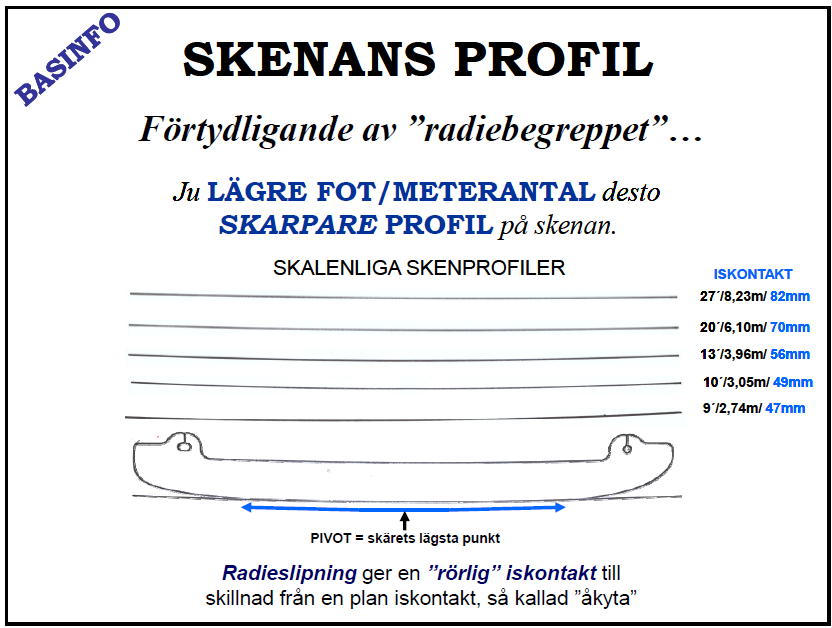 BASINFO
SKENANS PROFIL
Förtydligande av ”radiebegreppet”…
Ju LÄGRE FOT/METERANTAL desto
SKARPARE PROFIL på skenan.
SKALENLIGA SKENPROFILER
ISKONTAKT
27´/8,23m/ 82mm
20´/6,10m/ 70mm
13´/3,96m/ 56mm
10´/3,05m/ 49mm
9´/2,74m/ 47mm
PIVOT = skärets lägsta punkt
Radieslipning ger en ”rörlig” iskontakt till
skillnad från en plan iskontakt, så kallad ”åkyta”